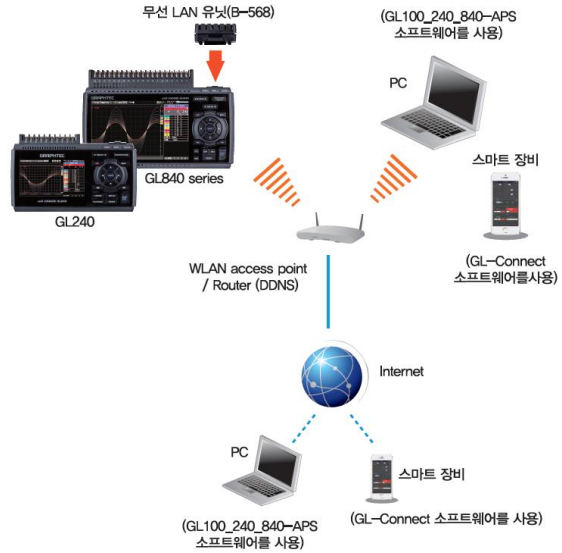 무선 LAN 유닛(B-568)
(GL100_240_840-APS
소프트웨어를 사용)
PC
GRAPHTEC
GRAPHTEC
GL840 series
GL240
스마트 장비
(GL-Connect
소프트웨어를사용)
WLAN access point
/ Router (DDNS)
Internet
PC
스마트 장비
(GL100_240_840-APS
소프트웨어를 사용)
(GL-Connect 소프트웨어를 사용)